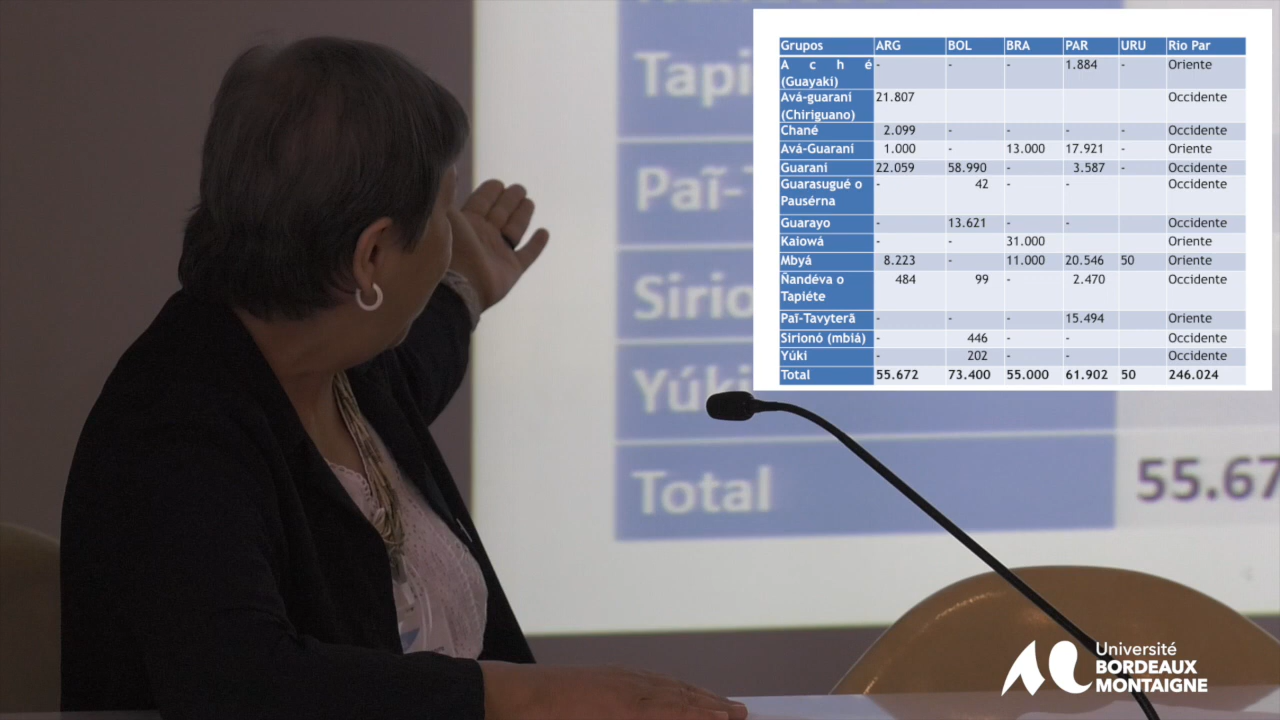 Grupos ARG BOL BRA PAR URU Rio Par
A c h é - - - 1.884 - Oriente
(Guayakí)
Avá-guaraní 21.807 Occidente
(Chiriguano)
Chané 2.099 - - - - Occidente
Avá-Guaraní 1.000 - 13.000 17.921 - Oriente
Guaraní 22.059 58.990 - 3.587 - Occidente
Guarasugué o - 42 - - Occidente
Pausérna
Guarayo - 13.621 - - Occidente
Kaiowá - - 31.000 Oriente
Mbyá 8.223 - 11.000 20.546 50 Oriente
Ñandéva o 484 99 - 2.470 Occidente
Tapiéte
Paî-Tavyterã - - - 15.494 Oriente
Sirionó (mbiá) - 446 - - Occidente
Yúki - 202 - - Occidente
Total 55.672 73.400 55.000 61.902 50 246.024
Tapi
Paĩ-
Sirio
Yúki
Total 55.67
Université
BORDEAUX
MONTAIGNE